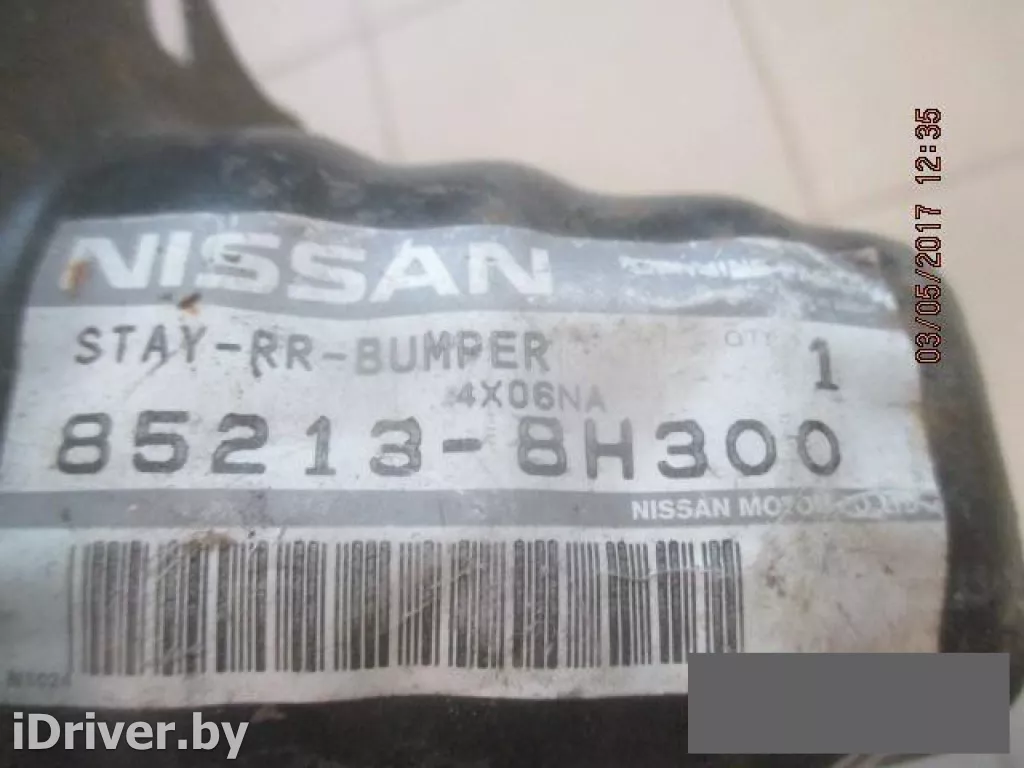 NISSAN
STAY-RR-BUMPER
QTY 1
4X06NA
85213-8H300
NISSAN MOTOR CO.,LTD.
03/05/2017 12:35
iDriver.by